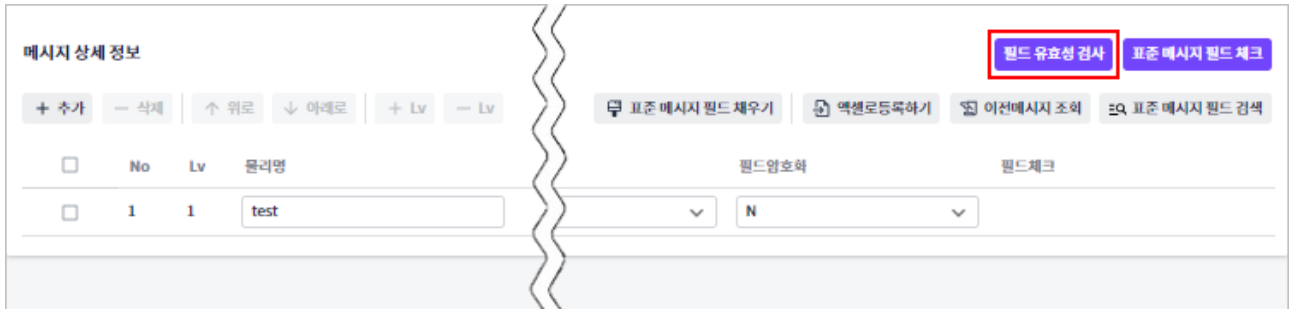 메시지 상세 정보
필드 유효성 검사 표준 메시지 필드 체크
+ 추가 − 삭제 ↑ 위로 ↓ 아래로 + Lv − Lv 표준 메시지 필드 채우기 엑셀로등록하기 이전메시지 조회 표준 메시지 필드 검색
No Lv 물리명 필드암호화 필드체크
1 1 test N